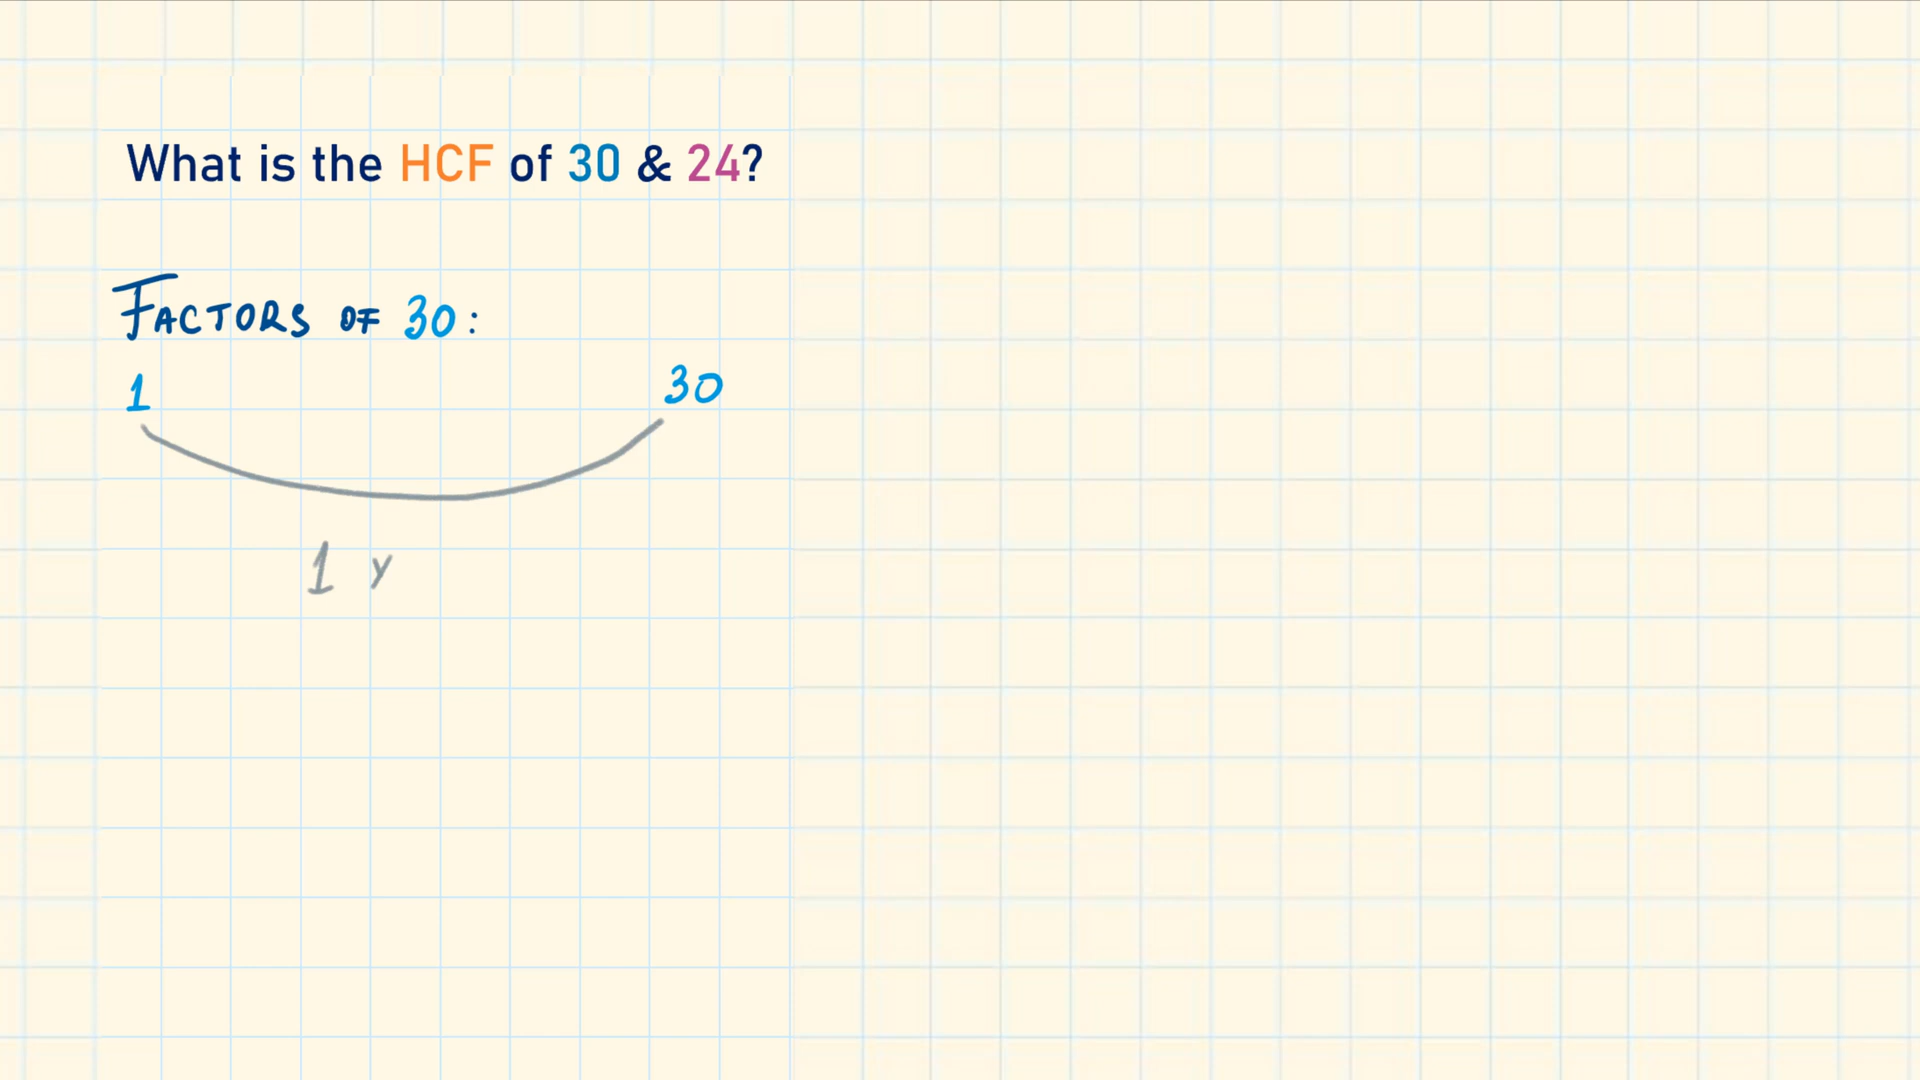 What is the HCF of 30 & 24?
FACTORS OF 30:
1 30
1 y